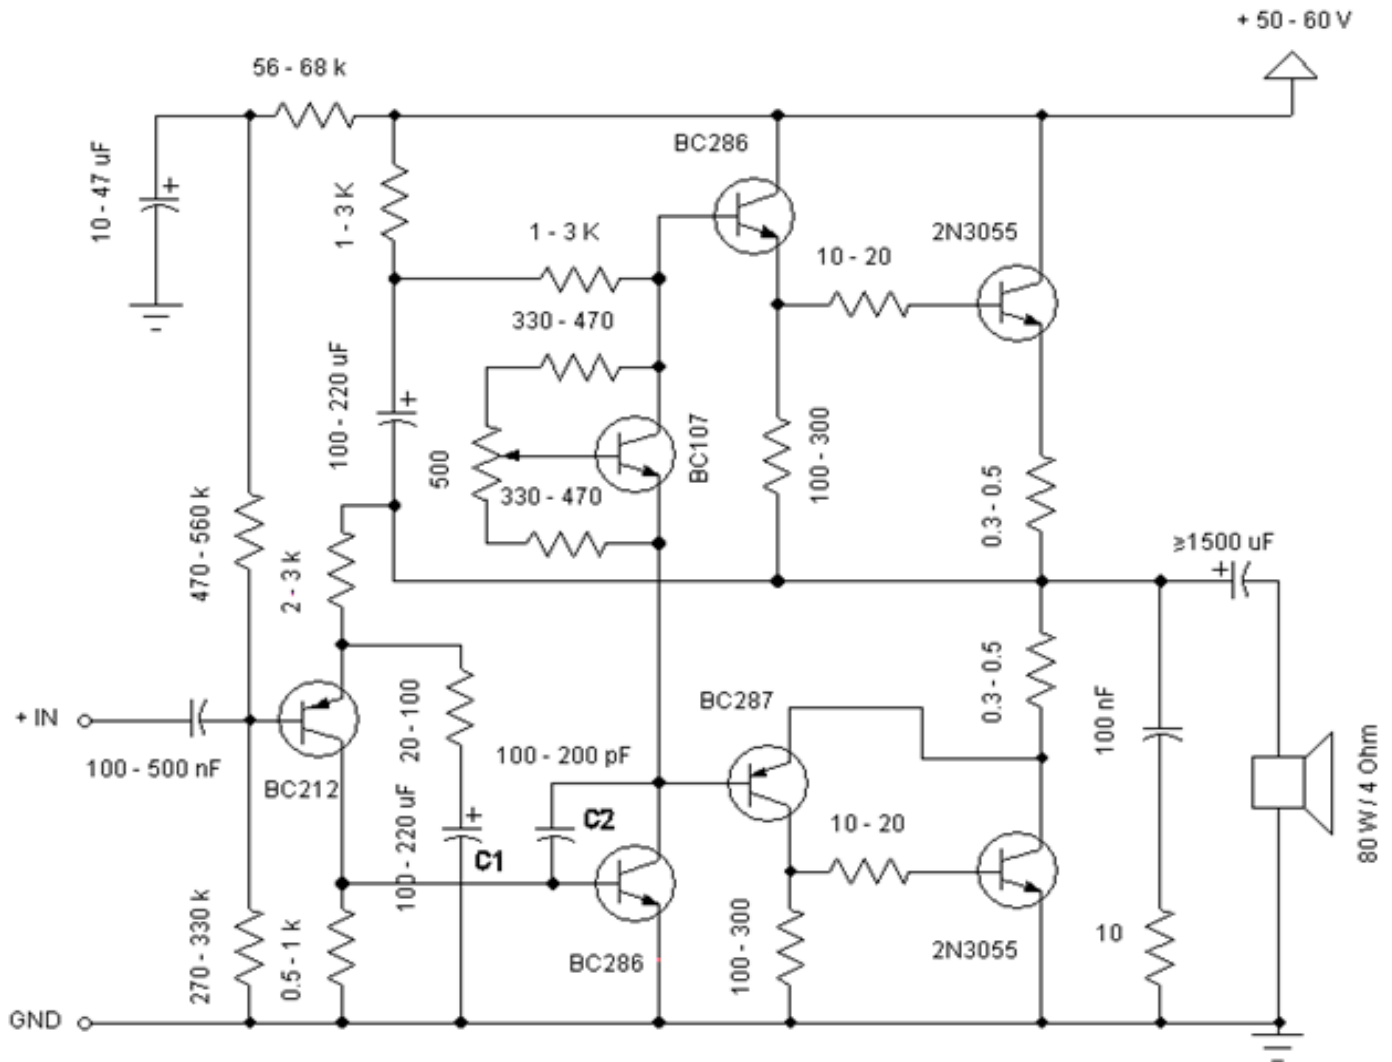 + 50 - 60 V
56 - 68 k
BC286
10 - 47 uF
1 - 3 K
1 - 3 K
2N3055
10 - 20
330 - 470
100 - 220 uF
500
BC107
100 - 300
330 - 470
0.3 - 0.5
≥1500 uF
470 - 560 k
2 - 3 k
0.3 - 0.5
BC287
20 - 100
100 nF
+ IN
100 - 500 nF
BC212
100 - 200 pF
80 W / 4 Ohm
100 - 220 uF
C2
10 - 20
C1
270 - 330 k
0.5 - 1 k
BC286
100 - 300
2N3055
10
GND